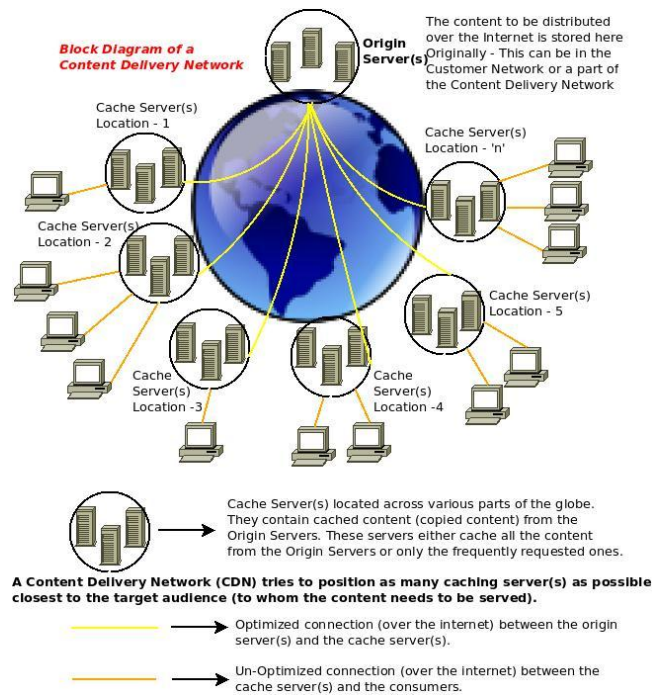 Block Diagram of a
Content Delivery Network
Origin
Server(s)
The content to be distributed
over the Internet is stored here
Originally - This can be in the
Customer Network or a part of
the Content Delivery Network
Cache Server(s)
Location - 1
Cache Server(s)
Location - 'n'
Cache Server(s)
Location - 2
Cache Server(s)
Location - 5
Cache
Server(s)
Location -3
Cache
Server(s)
Location -4
Cache Server(s) located across various parts of the globe.
They contain cached content (copied content) from the
Origin Servers. These servers either cache all the content
from the Origin Servers or only the frequently requested ones.
A Content Delivery Network (CDN) tries to position as many caching server(s) as possible
closest to the target audience (to whom the content needs to be served).
Optimized connection (over the internet) between the origin
server(s) and the cache server(s).
Un-Optimized connection (over the internet) between the
cache server(s) and the consumers.